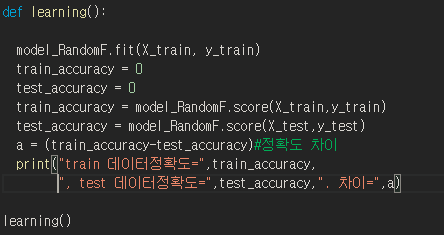 def learning():
model_RandomF.fit(X_train, y_train)
train_accuracy = 0
test_accuracy = 0
train_accuracy = model_RandomF.score(X_train,y_train)
test_accuracy = model_RandomF.score(X_test,y_test)
a = (train_accuracy-test_accuracy)#정확도 차이
print("train 데이터정확도=",train_accuracy,
", test 데이터정확도=",test_accuracy,". 차이=",a)
learning()